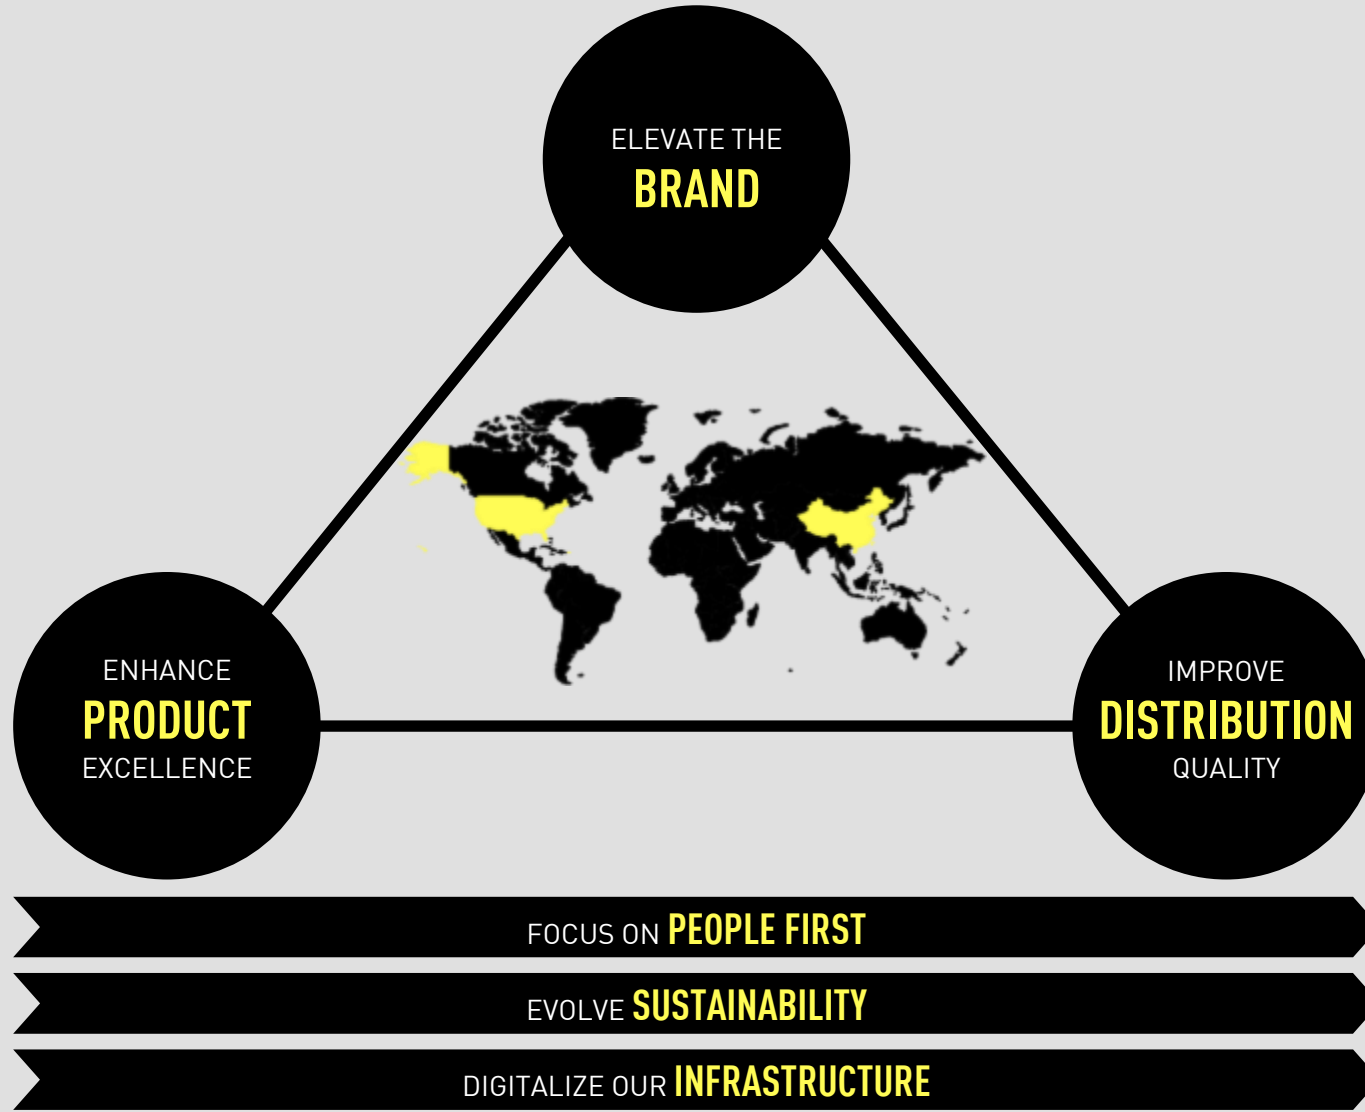 ELEVATE THE
BRAND
ENHANCE
PRODUCT
EXCELLENCE
IMPROVE
DISTRIBUTION
QUALITY
FOCUS ON PEOPLE FIRST
EVOLVE SUSTAINABILITY
DIGITALIZE OUR INFRASTRUCTURE